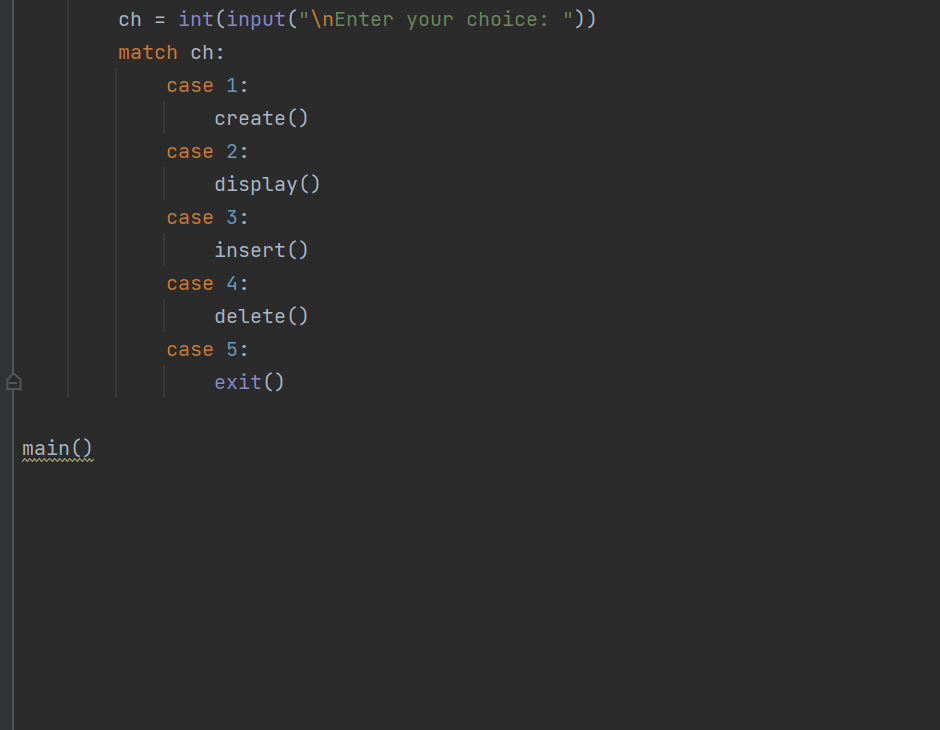 ch = int(input("\nEnter your choice: "))
match ch:
case 1:
create()
case 2:
display()
case 3:
insert()
case 4:
delete()
case 5:
exit()
main()